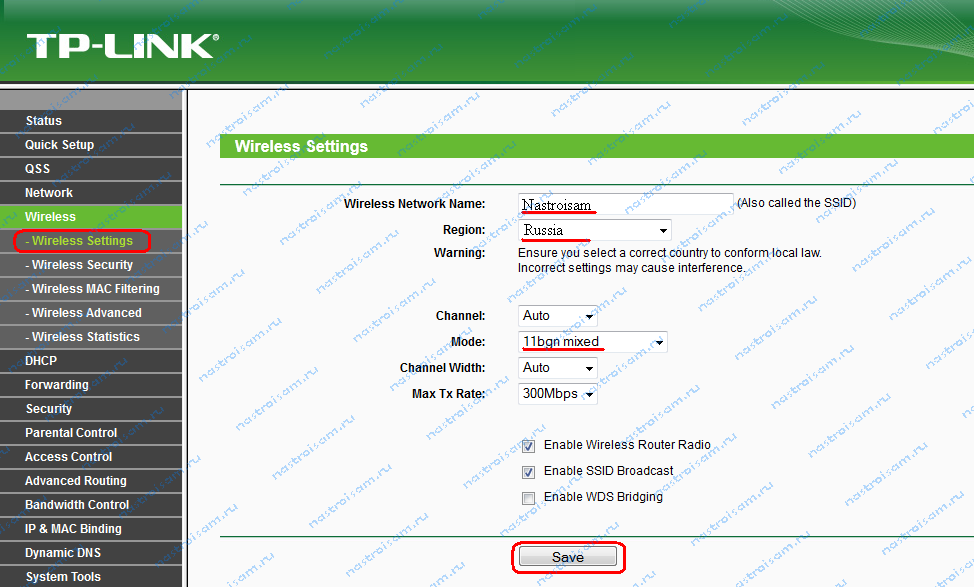 TP-LINK®
Status
Quick Setup
QSS
Network
Wireless
- Wireless Settings
- Wireless Security
- Wireless MAC Filtering
- Wireless Advanced
- Wireless Statistics
DHCP
Forwarding
Security
Parental Control
Access Control
Advanced Routing
Bandwidth Control
IP & MAC Binding
Dynamic DNS
System Tools
Wireless Settings
Wireless Network Name: Nastroisam (Also called the SSID)
Region: Russia
Warning: Ensure you select a correct country to conform local law.
Incorrect settings may cause interference.
Channel: Auto
Mode: 11bgn mixed
Channel Width: Auto
Max Tx Rate: 300Mbps
Enable Wireless Router Radio
Enable SSID Broadcast
Enable WDS Bridging
Save
nastroisam.ru